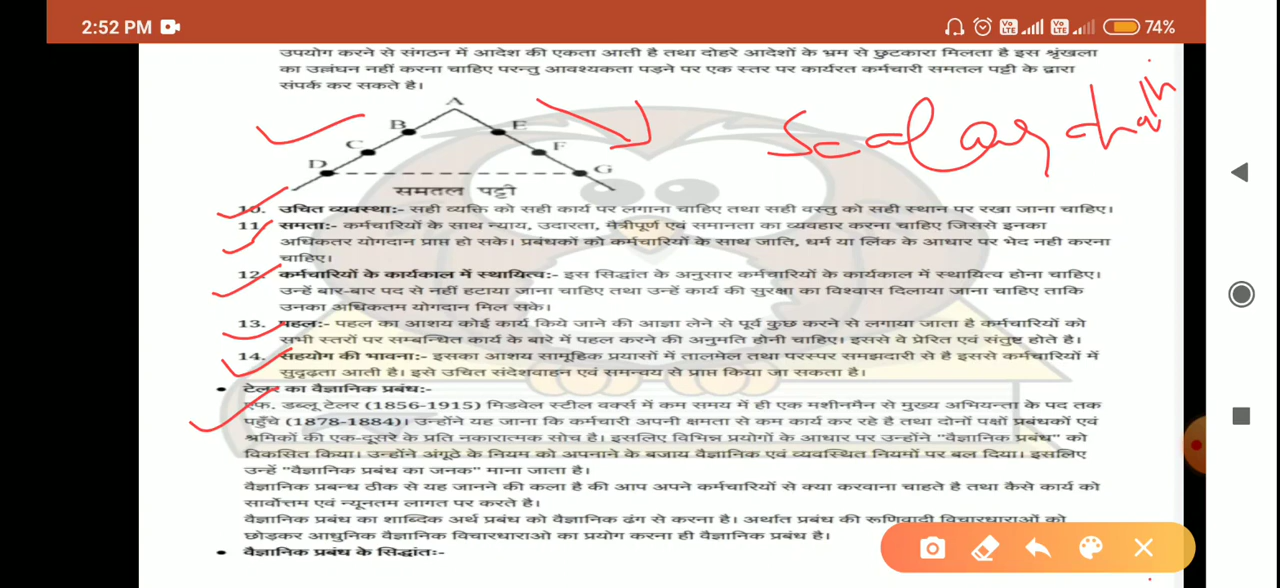 2:52 PM
Vo LTE Vo LTE 74%
उपयोग करने से संगठन में आदेश की एकता आती है तथा दोहरे आदेशों के भ्रम से छुटकारा मिलता है इस श्रृंखला
का उल्लंघन नहीं करना चाहिए परन्तु आवश्यकता पड़ने पर एक स्तर पर कार्यरत कर्मचारी समतल पट्टी के द्वारा
संपर्क कर सकते है।
Scalar chain
A
B E
C F
D G
समतल पट्टी
10. उचित व्यवस्था:- सही व्यक्ति को सही कार्य पर लगाना चाहिए तथा सही वस्तु को सही स्थान पर रखा जाना चाहिए।
11. समता:- कर्मचारियों के साथ न्याय, उदारता, मैत्रीपूर्ण एवं समानता का व्यवहार करना चाहिए जिससे इनका
अधिकतर योगदान प्राप्त हो सके। प्रबंधकों को कर्मचारियों के साथ जाति, धर्म या लिंक के आधार पर भेद नही करना
चाहिए।
12. कर्मचारियों के कार्यकाल में स्थायित्व:- इस सिद्धांत के अनुसार कर्मचारियों के कार्यकाल में स्थायित्व होना चाहिए।
उन्हें बार-बार पद से नहीं हटाया जाना चाहिए तथा उन्हें कार्य की सुरक्षा का विश्वास दिलाया जाना चाहिए ताकि
उनका अधिकतम योगदान मिल सके।
13. पहल:- पहल का आशय कोई कार्य किये जाने की आज्ञा लेने से पूर्व कुछ करने से लगाया जाता है कर्मचारियों को
सभी स्तरों पर सम्बन्धित कार्य के बारे में पहल करने की अनुमति होनी चाहिए। इससे वे प्रेरित एवं संतुष्ट होते है।
14. सहयोग की भावना:- इसका आशय सामूहिक प्रयासों में तालमेल तथा परस्पर समझदारी से है इससे कर्मचारियों में
सुदृढ़ता आती है। इसे उचित संदेशवाहन एवं समन्वय से प्राप्त किया जा सकता है।
• टेलर का वैज्ञानिक प्रबंध:-
एफ. डब्लू टेलर (1856-1915) मिडवेल स्टील वर्क्स में कम समय में ही एक मशीनमैन से मुख्य अभियन्ता के पद तक
पहुँचे (1878-1884)। उन्होंने यह जाना कि कर्मचारी अपनी क्षमता से कम कार्य कर रहे है तथा दोनों पक्षों प्रबंधकों एवं
श्रमिकों की एक-दूसरे के प्रति नकारात्मक सोच है। इसलिए विभिन्न प्रयोगों के आधार पर उन्होंने "वैज्ञानिक प्रबंध" को
विकसित किया। उन्होंने अंगूठे के नियम को अपनाने के बजाय वैज्ञानिक एवं व्यवस्थित नियमों पर बल दिया। इसलिए
उन्हें "वैज्ञानिक प्रबंध का जनक" माना जाता है।
वैज्ञानिक प्रबन्ध ठीक से यह जानने की कला है की आप अपने कर्मचारियों से क्या करवाना चाहते है तथा कैसे कार्य को
सार्वोत्तम एवं न्यूनतम लागत पर करते है।
वैज्ञानिक प्रबंध का शाब्दिक अर्थ प्रबंध को वैज्ञानिक ढंग से करना है। अर्थात प्रबंध की रूणिवादी विचारधाराओं को
छोड़कर आधुनिक वैज्ञानिक विचारधाराओ का प्रयोग करना ही वैज्ञानिक प्रबंध है।
• वैज्ञानिक प्रबंध के सिद्धांत:-